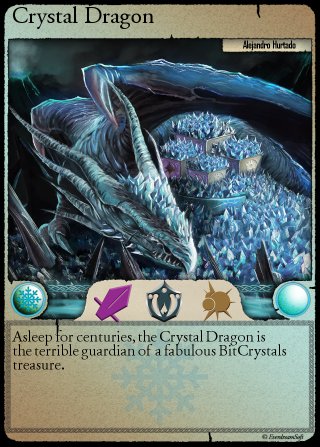 Crystal Dragon
Alejandro Hurtado
Asleep for centuries, the Crystal Dragon is
the terrible guardian of a fabulous BitCrystals
treasure.
© EverdreamSoft